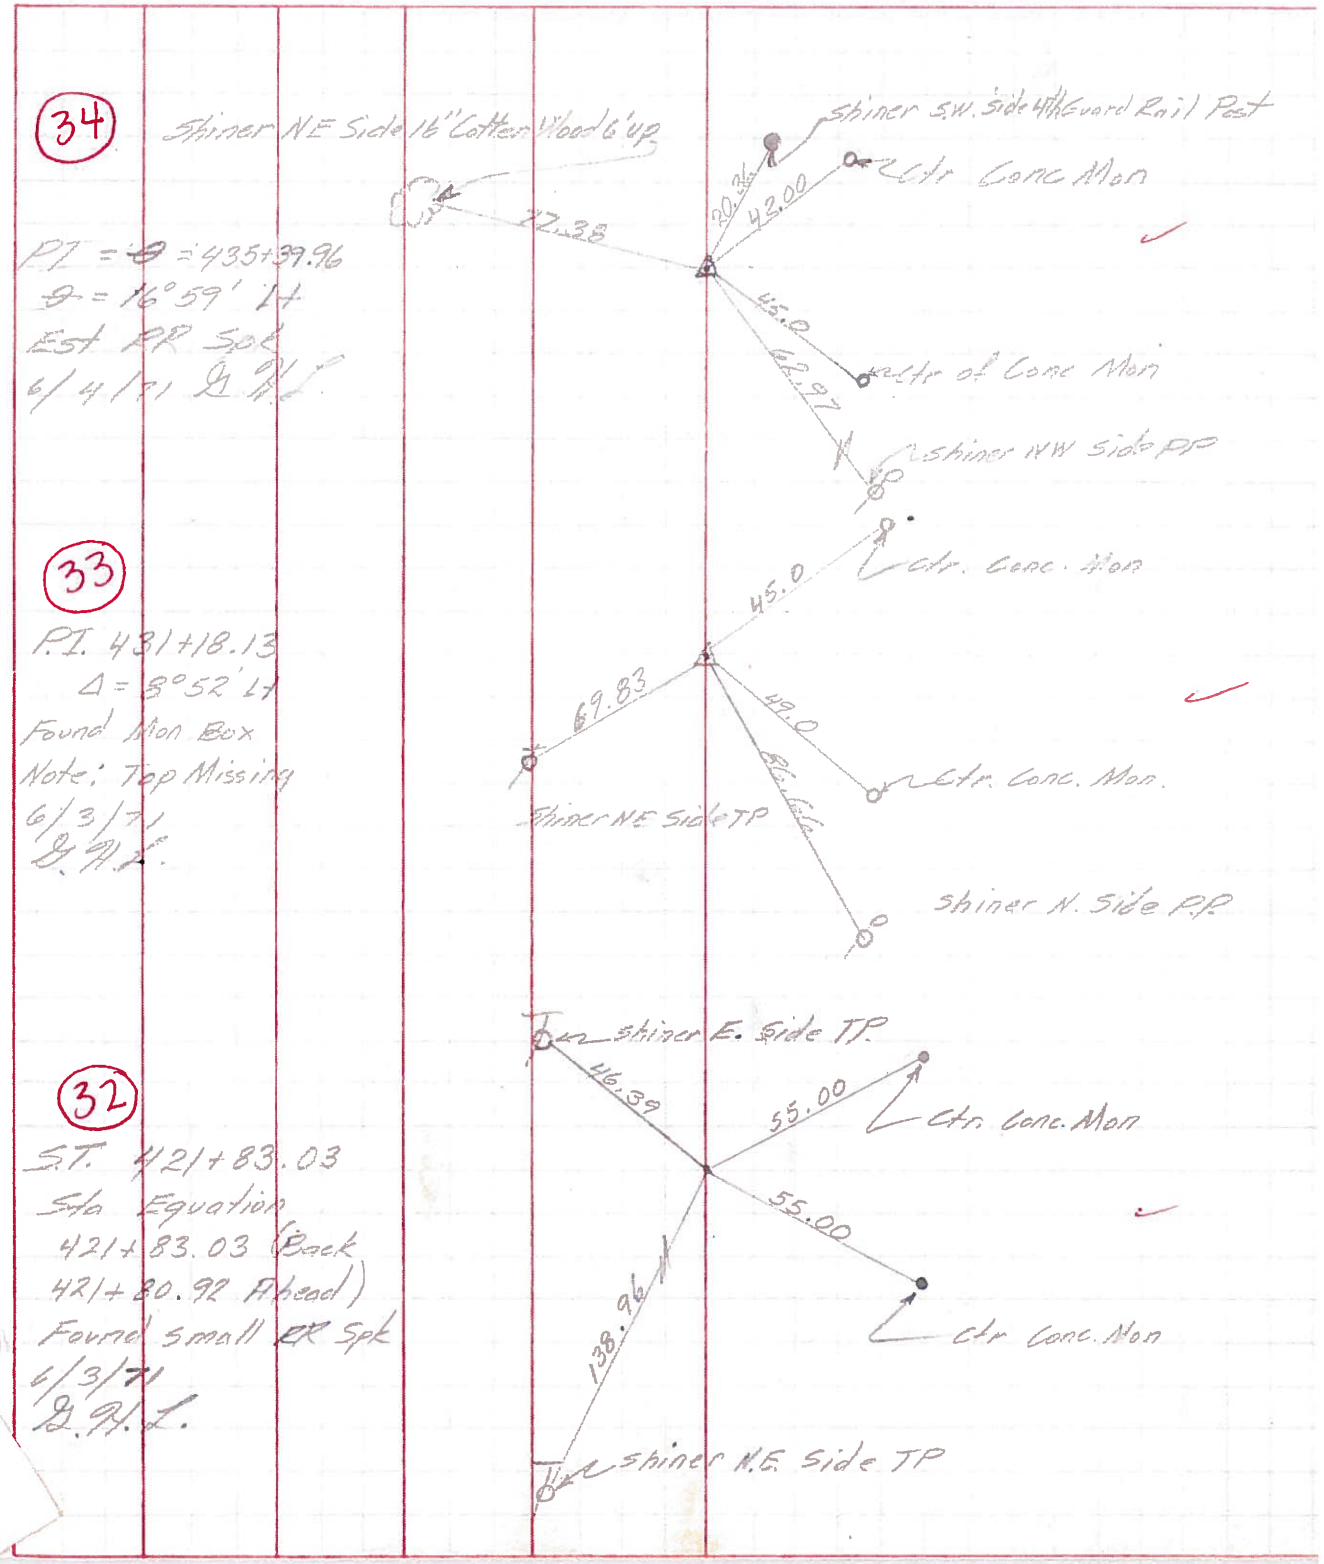 34
Shiner NE Side 16" Cotten Wood 6' up
shiner S.W. Side 4th Guard Rail Post
Ctr Conc Mon
20.36
42.00
72.38
PI = ᶿ = 435+39.96
ᶿ = 16°59' Lt
Est RR Spk
6/4/71 G.H.L.
45.0
Ctr of Conc Mon
62.97
shiner NW Side PP
33
Ctr. Conc. Mon
45.0
P.I. 431+18.13
Δ = 8°52' Lt
Found Mon Box
Note: Top Missing
6/3/71
G.H.L.
69.83
49.0
Ctr. Conc. Mon.
Shiner NE Side TP
86.66
shiner N. Side P.P.
32
shiner E. Side TP.
46.39
55.00
Ctr. Conc. Mon
S.T. 421+83.03
Sta Equation
421+83.03 (Back
421+80.92 Ahead)
Found small RR Spk
6/3/71
G.H.L.
55.00
138.96
Ctr Conc. Mon
shiner N.E. Side TP